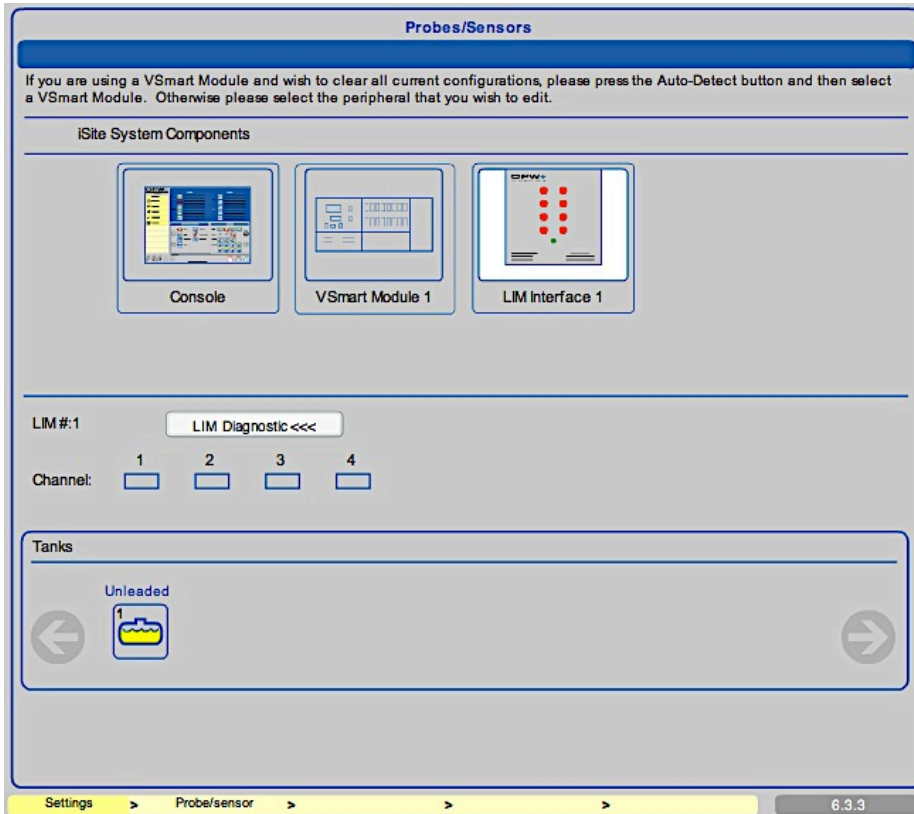 Probes/Sensors
If you are using a VSmart Module and wish to clear all current configurations, please press the Auto-Detect button and then select
a VSmart Module. Otherwise please select the peripheral that you wish to edit.
iSite System Components
OPW
Console
VSmart Module 1
LIM Interface 1
LIM #:1
LIM Diagnostic <<<
1 2 3 4
Channel:
Tanks
Unleaded
1
Settings > Probe/sensor > > >
6.3.3